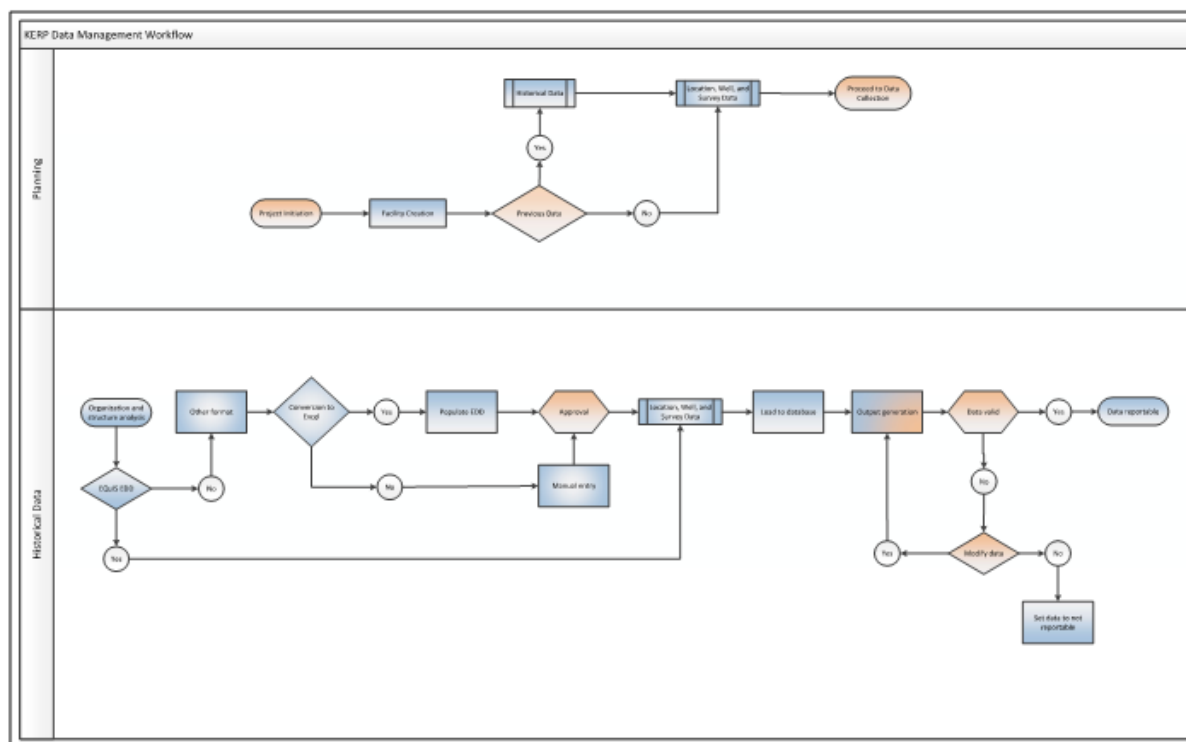 KERP Data Management Workflow
Planning
Historical Data
Location, Well, and
Survey Data
Proceed to Data
Collection
Yes
Project Initiation
Facility Creation
Previous Data
No
Historical Data
Organization and
structure analysis
Other format
Conversion to
Excel
Yes
Populate EDD
Approval
Location, Well, and
Survey Data
Load to database
Output generation
Data valid
Yes
Data reportable
EQuIS EDD
No
No
Manual entry
No
Yes
Yes
Modify data
No
Set data to not
reportable